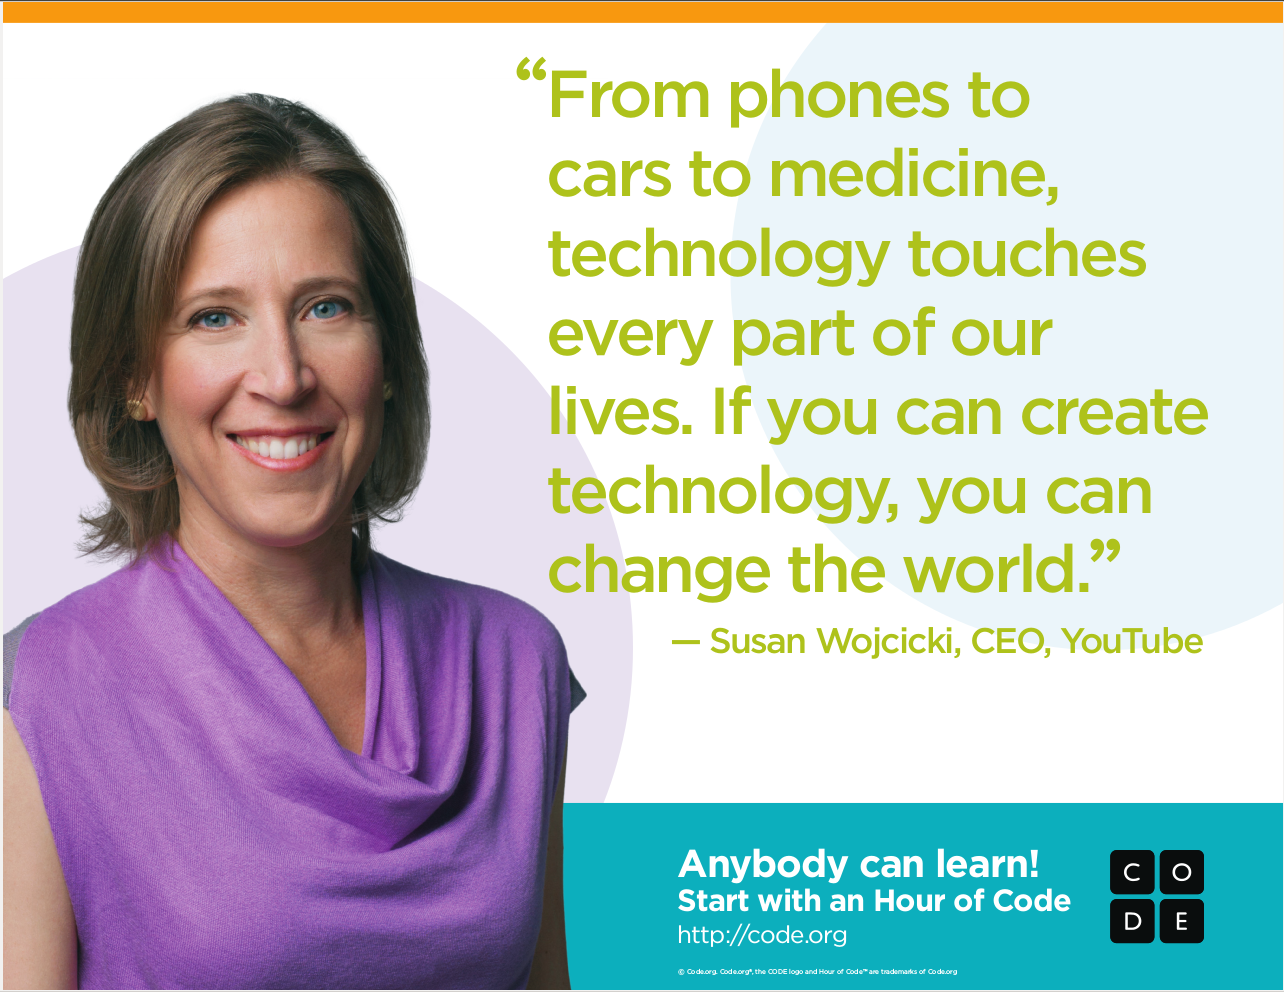 “From phones to
cars to medicine,
technology touches
every part of our
lives. If you can create
technology, you can
change the world.”
— Susan Wojcicki, CEO, YouTube
Anybody can learn!
Start with an Hour of Code
http://code.org
© Code.org. Code.org®, the CODE logo and Hour of Code™ are trademarks of Code.org
C O
D E